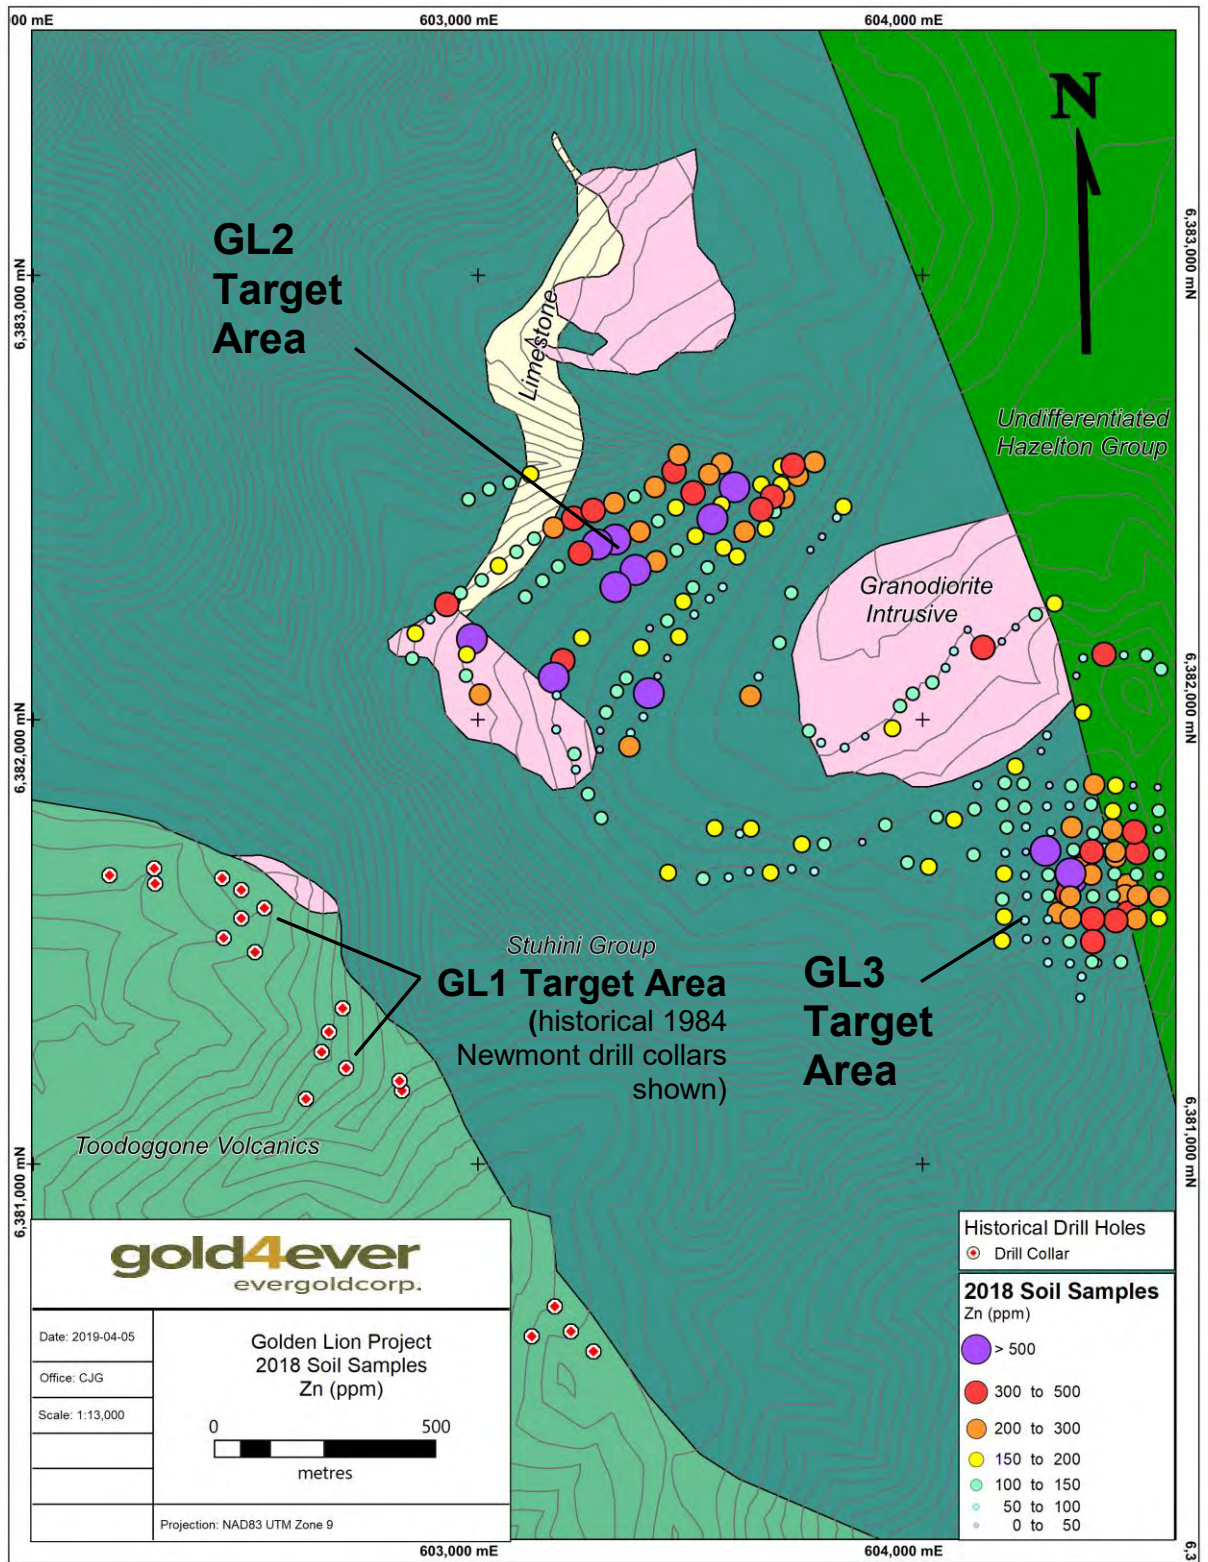 00 mE
603,000 mE
604,000 mE
N
GL2
Target
Area
6,383,000 mN
6,383,000 mN
Limestone
Undifferentiated
Hazelton Group
Granodiorite
Intrusive
6,382,000 mN
6,382,000 mN
Stuhini Group
GL1 Target Area
(historical 1984
Newmont drill collars
shown)
GL3
Target
Area
Toodoggone Volcanics
6,381,000 mN
6,381,000 mN
gold4ever
evergoldcorp.
Date: 2019-04-05
Office: CJG
Scale: 1:13,000
Golden Lion Project
2018 Soil Samples
Zn (ppm)
0 500
metres
Projection: NAD83 UTM Zone 9
Historical Drill Holes
Drill Collar
2018 Soil Samples
Zn (ppm)
> 500
300 to 500
200 to 300
150 to 200
100 to 150
50 to 100
0 to 50
603,000 mE
604,000 mE
6,3